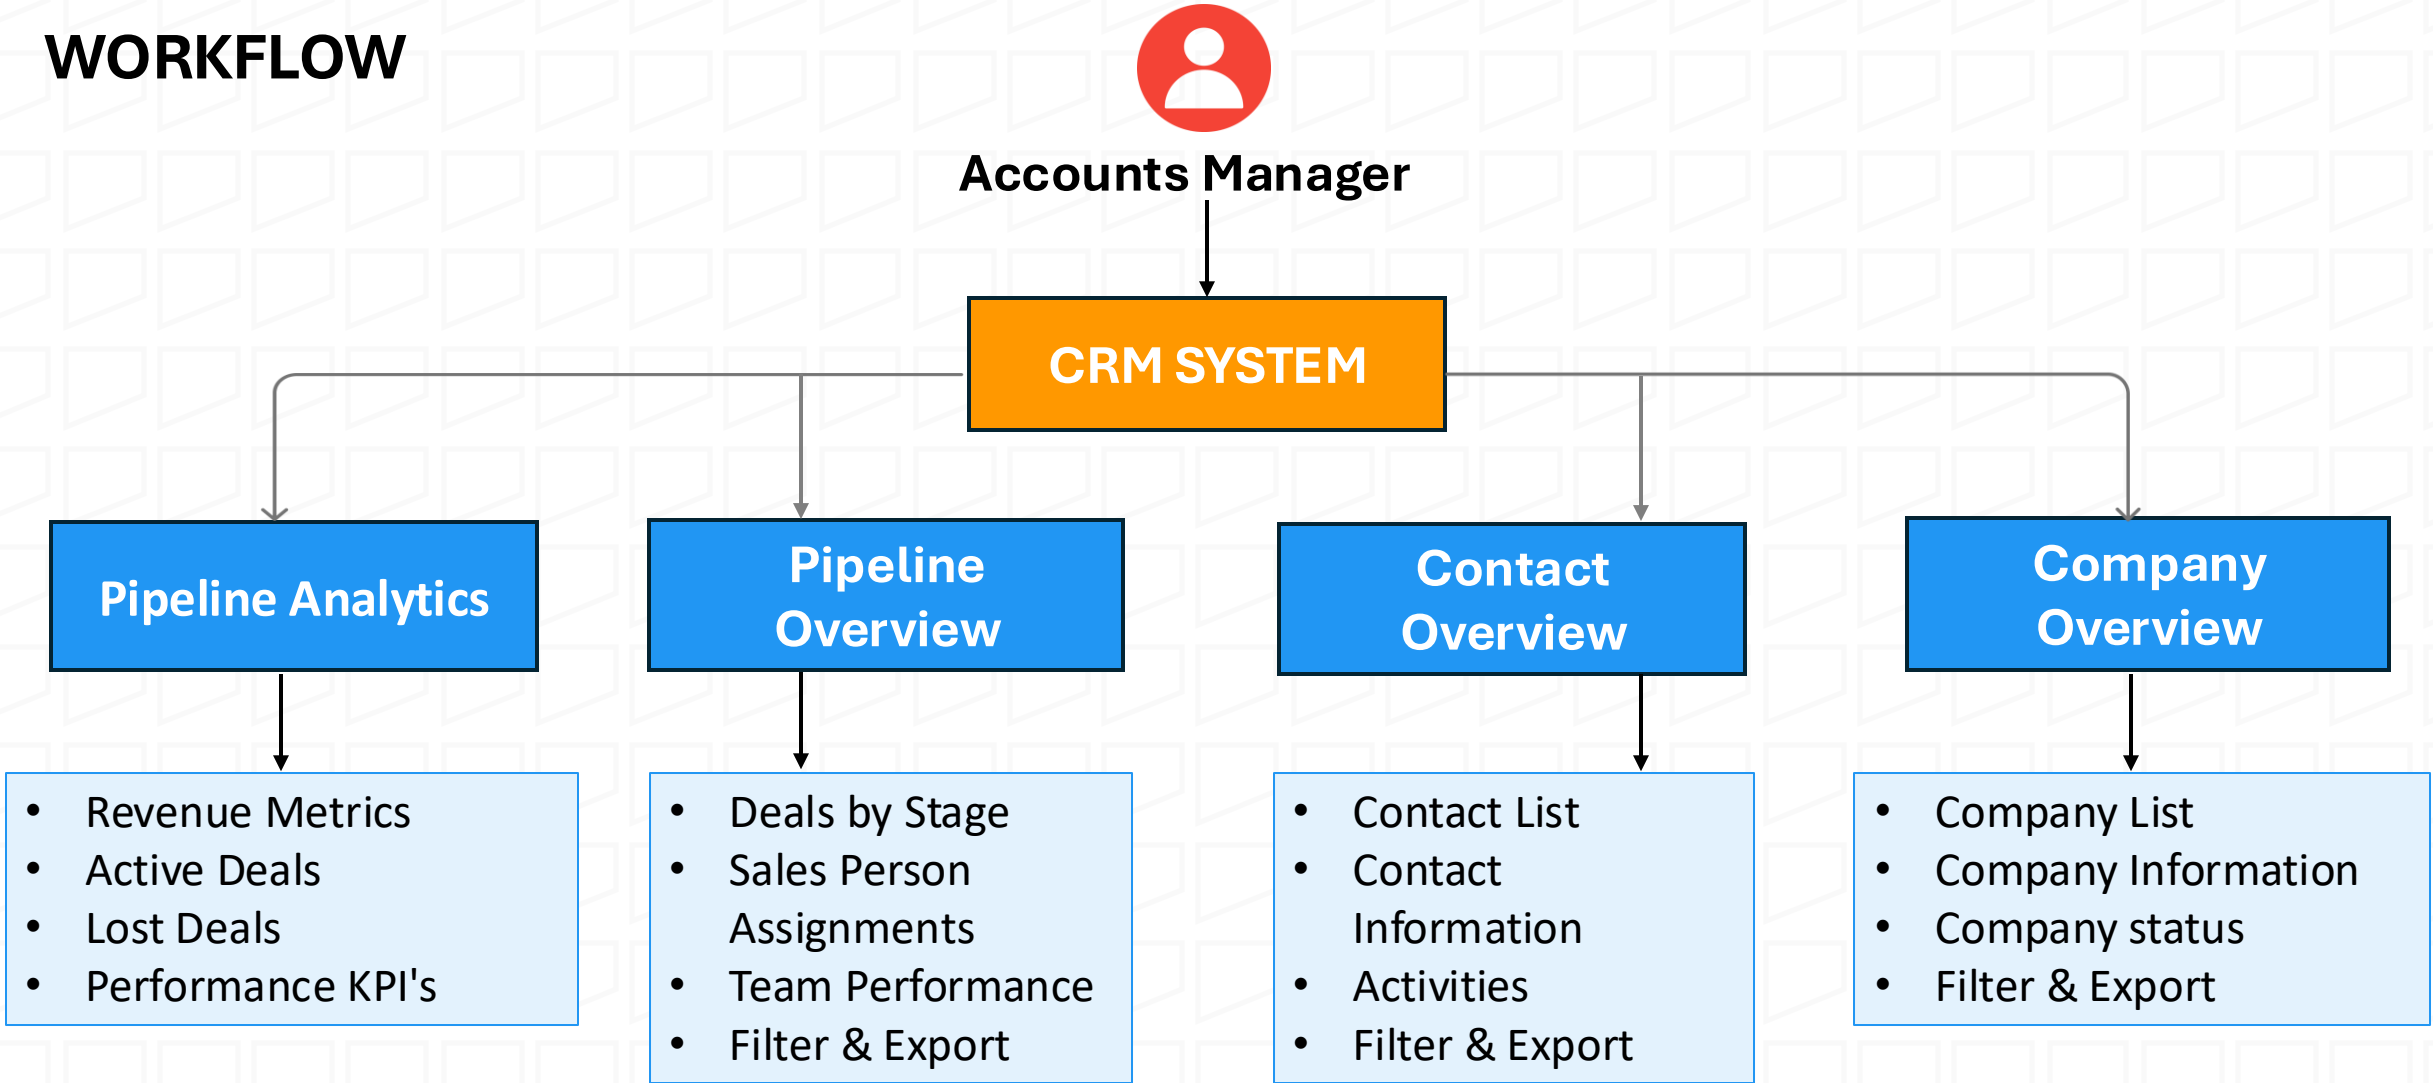 WORKFLOW
Accounts Manager
CRM SYSTEM
Pipeline Analytics
Pipeline
Overview
Contact
Overview
Company
Overview
• Revenue Metrics
• Active Deals
• Lost Deals
• Performance KPI's
• Deals by Stage
• Sales Person
Assignments
• Team Performance
• Filter & Export
• Contact List
• Contact
Information
• Activities
• Filter & Export
• Company List
• Company Information
• Company status
• Filter & Export